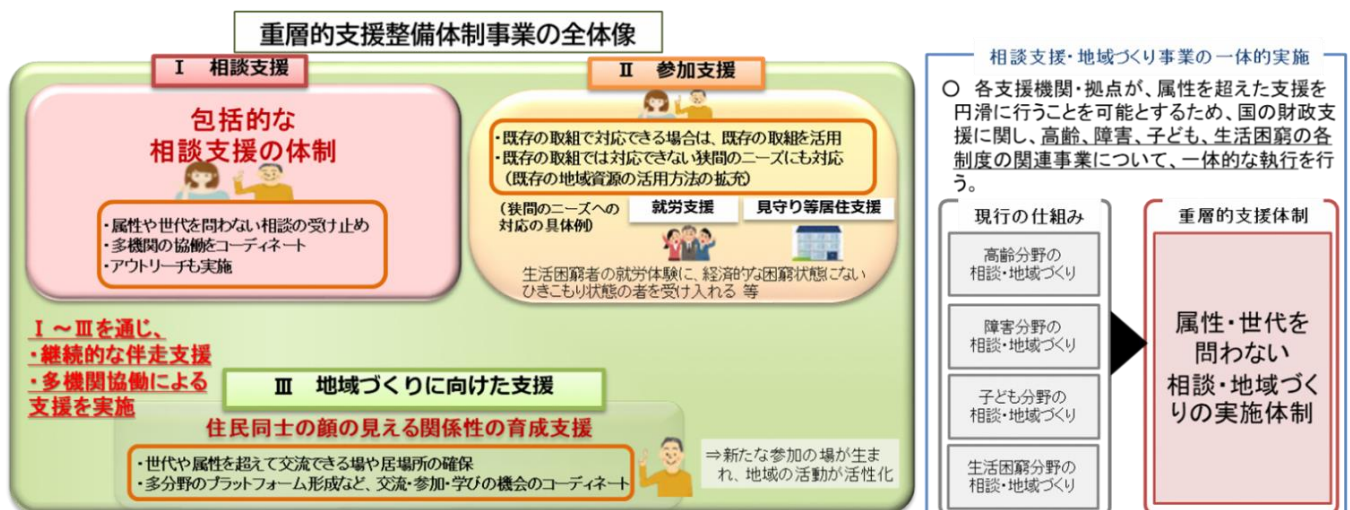 重層的支援整備体制事業の全体像
Ⅰ 相談支援
包括的な
相談支援の体制
・属性や世代を問わない相談の受け止め
・多機関の協働をコーディネート
・アウトリーチも実施
Ⅱ 参加支援
・既存の取組で対応できる場合は、既存の取組を活用
・既存の取組では対応できない狭間のニーズにも対応
（既存の地域資源の活用方法の拡充）
（狭間のニーズへの
対応の具体例）
就労支援
見守り等居住支援
生活困窮者の就労体験に、経済的な困窮状態にない
ひきこもり状態の者を受け入れる 等
Ⅰ～Ⅲを通じ、
・継続的な伴走支援
・多機関協働による
支援を実施
Ⅲ 地域づくりに向けた支援
住民同士の顔の見える関係性の育成支援
・世代や属性を超えて交流できる場や居場所の確保
・多分野のプラットフォーム形成など、交流・参加・学びの機会のコーディネート
⇒新たな参加の場が生ま
れ、地域の活動が活性化
相談支援・地域づくり事業の一体的実施
○ 各支援機関・拠点が、属性を超えた支援を
円滑に行うことを可能とするため、国の財政支
援に関し、高齢、障害、子ども、生活困窮の各
制度の関連事業について、一体的な執行を行
う。
現行の仕組み
高齢分野の
相談・地域づくり
障害分野の
相談・地域づくり
子ども分野の
相談・地域づくり
生活困窮分野の
相談・地域づくり
重層的支援体制
属性・世代を
問わない
相談・地域づく
りの実施体制